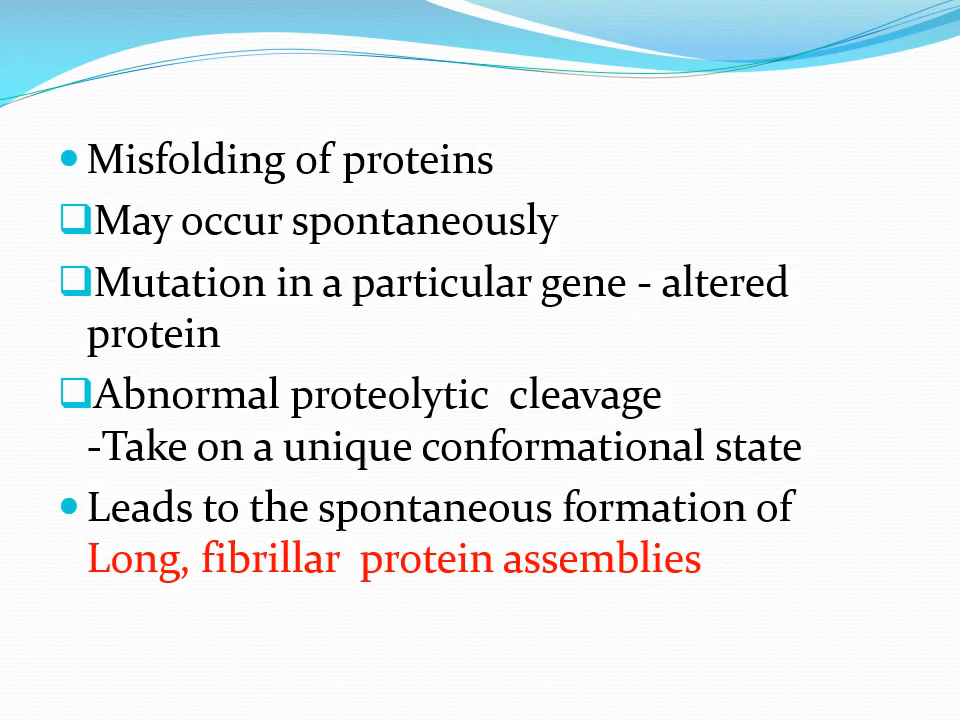 Misfolding of proteins
May occur spontaneously
Mutation in a particular gene - altered
protein
Abnormal proteolytic cleavage
-Take on a unique conformational state
Leads to the spontaneous formation of
Long, fibrillar protein assemblies